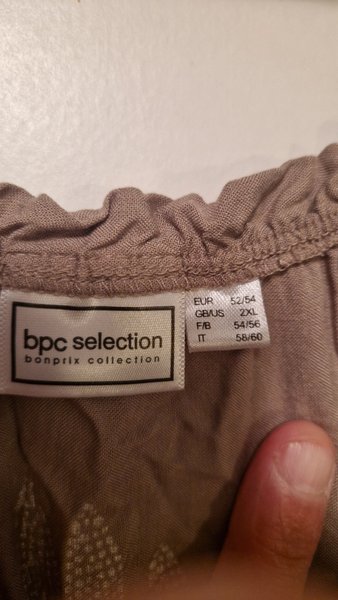 bpc selection
bonprix collection
EUR 52/54
GB/US 2XL
F/B 54/56
IT 58/60